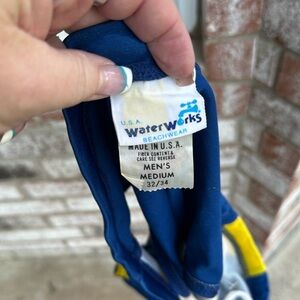 U.S.A.
WaterWorks
BEACHWEAR
MADE IN U.S.A.
FIBER CONTENT &
CARE SEE REVERSE
MEN'S
MEDIUM
32/34